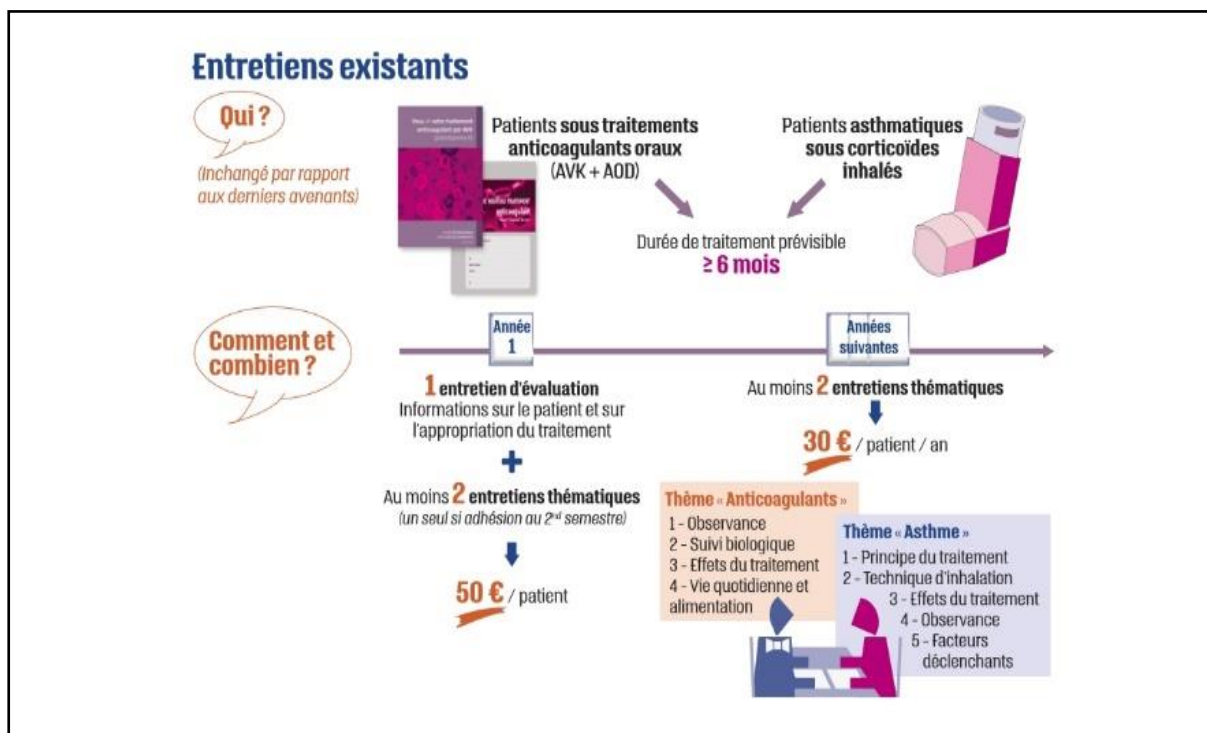 Entretiens existants
Qui ?
(Inchangé par rapport
aux derniers avenants)
Patients sous traitements
anticoagulants oraux
(AVK + AOD)
Patients asthmatiques
sous corticoïdes
inhalés
Durée de traitement prévisible
≥ 6 mois
Comment et
combien ?
Année
1
Années
suivantes
1 entretien d'évaluation
Informations sur le patient et sur
l'appropriation du traitement
+
Au moins 2 entretiens thématiques
(un seul si adhésion au 2nd semestre)
50 € / patient
Au moins 2 entretiens thématiques
30 € / patient / an
Thème « Anticoagulants »
1 - Observance
2 - Suivi biologique
3 - Effets du traitement
4 - Vie quotidienne et
alimentation
Thème « Asthme »
1 - Principe du traitement
2 - Technique d'inhalation
3 - Effets du traitement
4 - Observance
5 - Facteurs
déclenchants